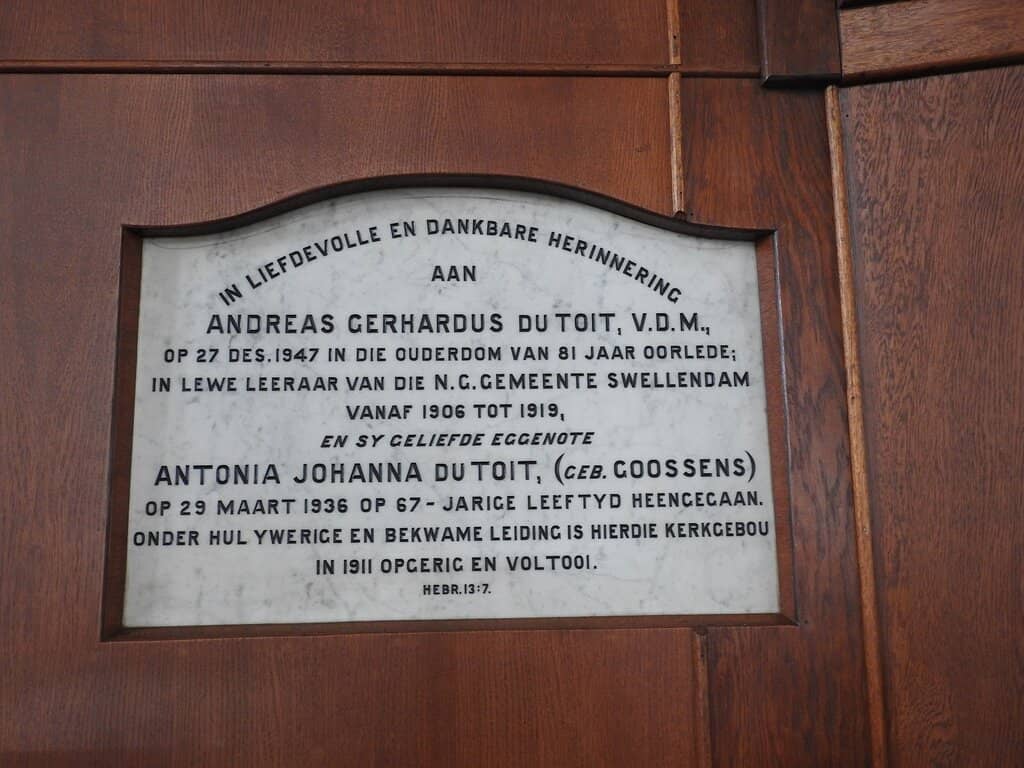 IN LIEFDEVOLLE EN DANKBARE HERINNERING
AAN
ANDREAS GERHARDUS DU TOIT, V.D.M.,
OP 27 DES. 1947 IN DIE OUDERDOM VAN 81 JAAR OORLEDE;
IN LEWE LEERAAR VAN DIE N.G. GEMEENTE SWELLENDAM
VANAF 1906 TOT 1919,
EN SY GELIEFDE EGGENOTE
ANTONIA JOHANNA DU TOIT, (GEB. GOOSSENS)
OP 29 MAART 1936 OP 67-JARIGE LEEFTYD HEENGEGAAN.
ONDER HUL YWERIGE EN BEKWAME LEIDING IS HIERDIE KERKGEBOU
IN 1911 OPGERIG EN VOLTOOI.
HEBR. 13:7.